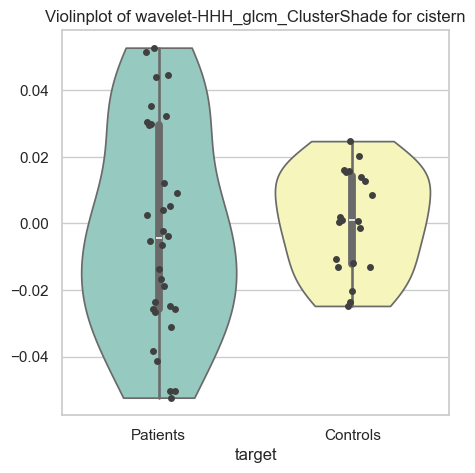 Violinplot of wavelet-HHH_glcm_ClusterShade for cistern
0.04
0.02
0.00
−0.02
−0.04
Patients
Controls
target